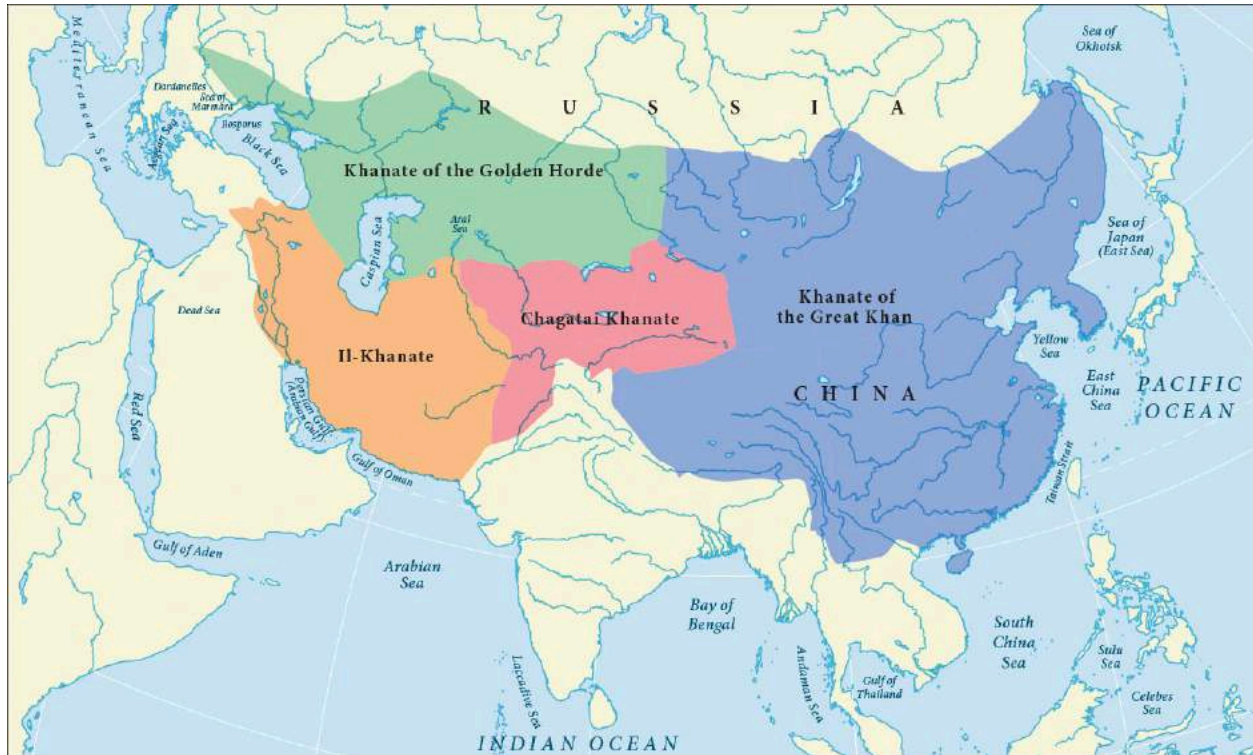 Sea of
Okhotsk
Mediterranean Sea
Dardanelles
Sea of
Marmara
Bosporus
Aegean Sea
Black Sea
R U S S I A
Khanate of the Golden Horde
Caspian Sea
Aral
Sea
Sea of
Japan
(East Sea)
Dead Sea
Chagatai Khanate
Khanate of
the Great Khan
Il-Khanate
Yellow
Sea
East
China
Sea
PACIFIC
OCEAN
C H I N A
Red Sea
Persian Gulf
(Arabian Gulf)
Gulf of Oman
Taiwan Strait
Gulf of Aden
Arabian
Sea
Bay of
Bengal
South
China
Sea
Sulu
Sea
Laccadive Sea
Andaman Sea
Gulf of
Thailand
Celebes
Sea
INDIAN OCEAN